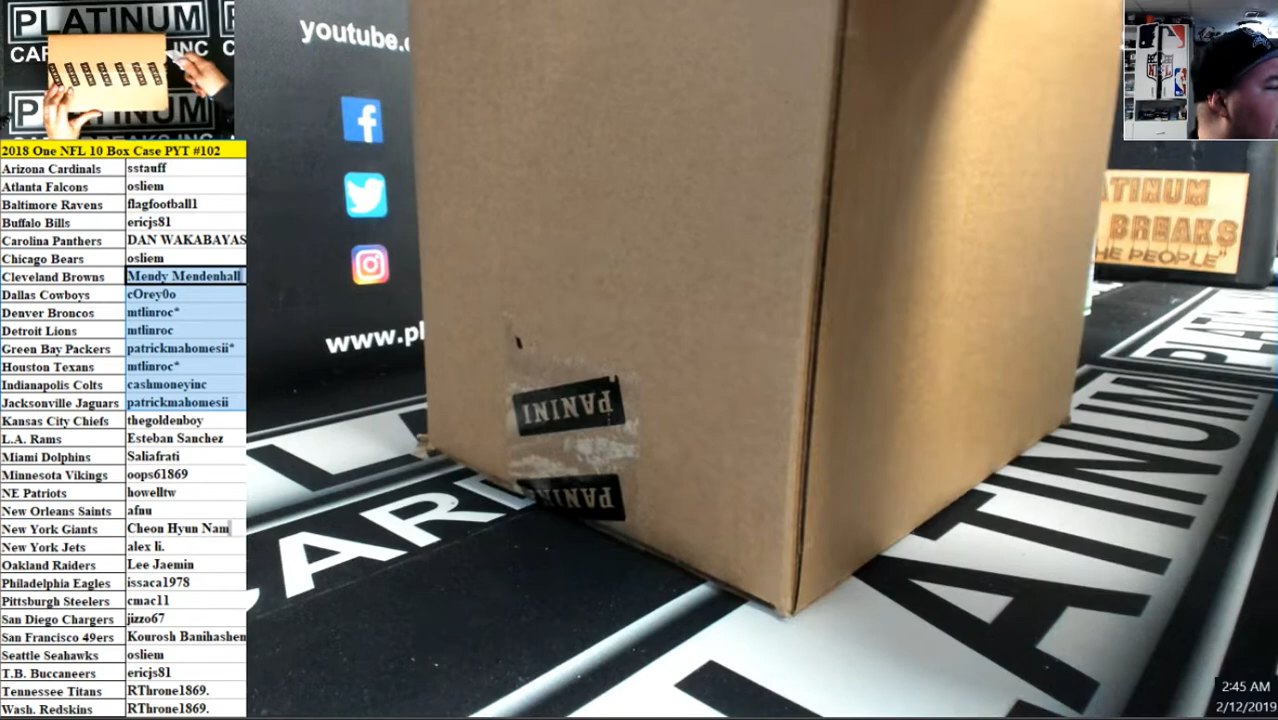 PLATINUM
INC
PLATINUM
2018 One NFL 10 Box Case PYT #102
Arizona Cardinals sstauff
Atlanta Falcons osliem
Baltimore Ravens flagfootball1
Buffalo Bills ericjs81
Carolina Panthers DAN WAKABAYAS
Chicago Bears osliem
Cleveland Browns Mendy Mendenhall
Dallas Cowboys cOrey0o
Denver Broncos mtlinroc*
Detroit Lions mtlinroc
Green Bay Packers patrickmahomesii*
Houston Texans mtlinroc*
Indianapolis Colts cashmoneyinc
Jacksonville Jaguars patrickmahomesii
Kansas City Chiefs thegoldenboy
L.A. Rams Esteban Sanchez
Miami Dolphins Saliafrati
Minnesota Vikings oops61869
NE Patriots howelltw
New Orleans Saints afnu
New York Giants Cheon Hyun Nam
New York Jets alex li.
Oakland Raiders Lee Jaemin
Philadelphia Eagles issaca1978
Pittsburgh Steelers cmac11
San Diego Chargers jizzo67
San Francisco 49ers Kourosh Banihashem
Seattle Seahawks osliem
T.B. Buccaneers ericjs81
Tennessee Titans RThrone1869.
Wash. Redskins RThrone1869.
youtube.c
www.pl
PANINI
PANINI
CARD
LATINUM
PLATIN
NFL
ATINUM
BREAKS
HE PEOPLE"
2:45 AM
2/12/2019